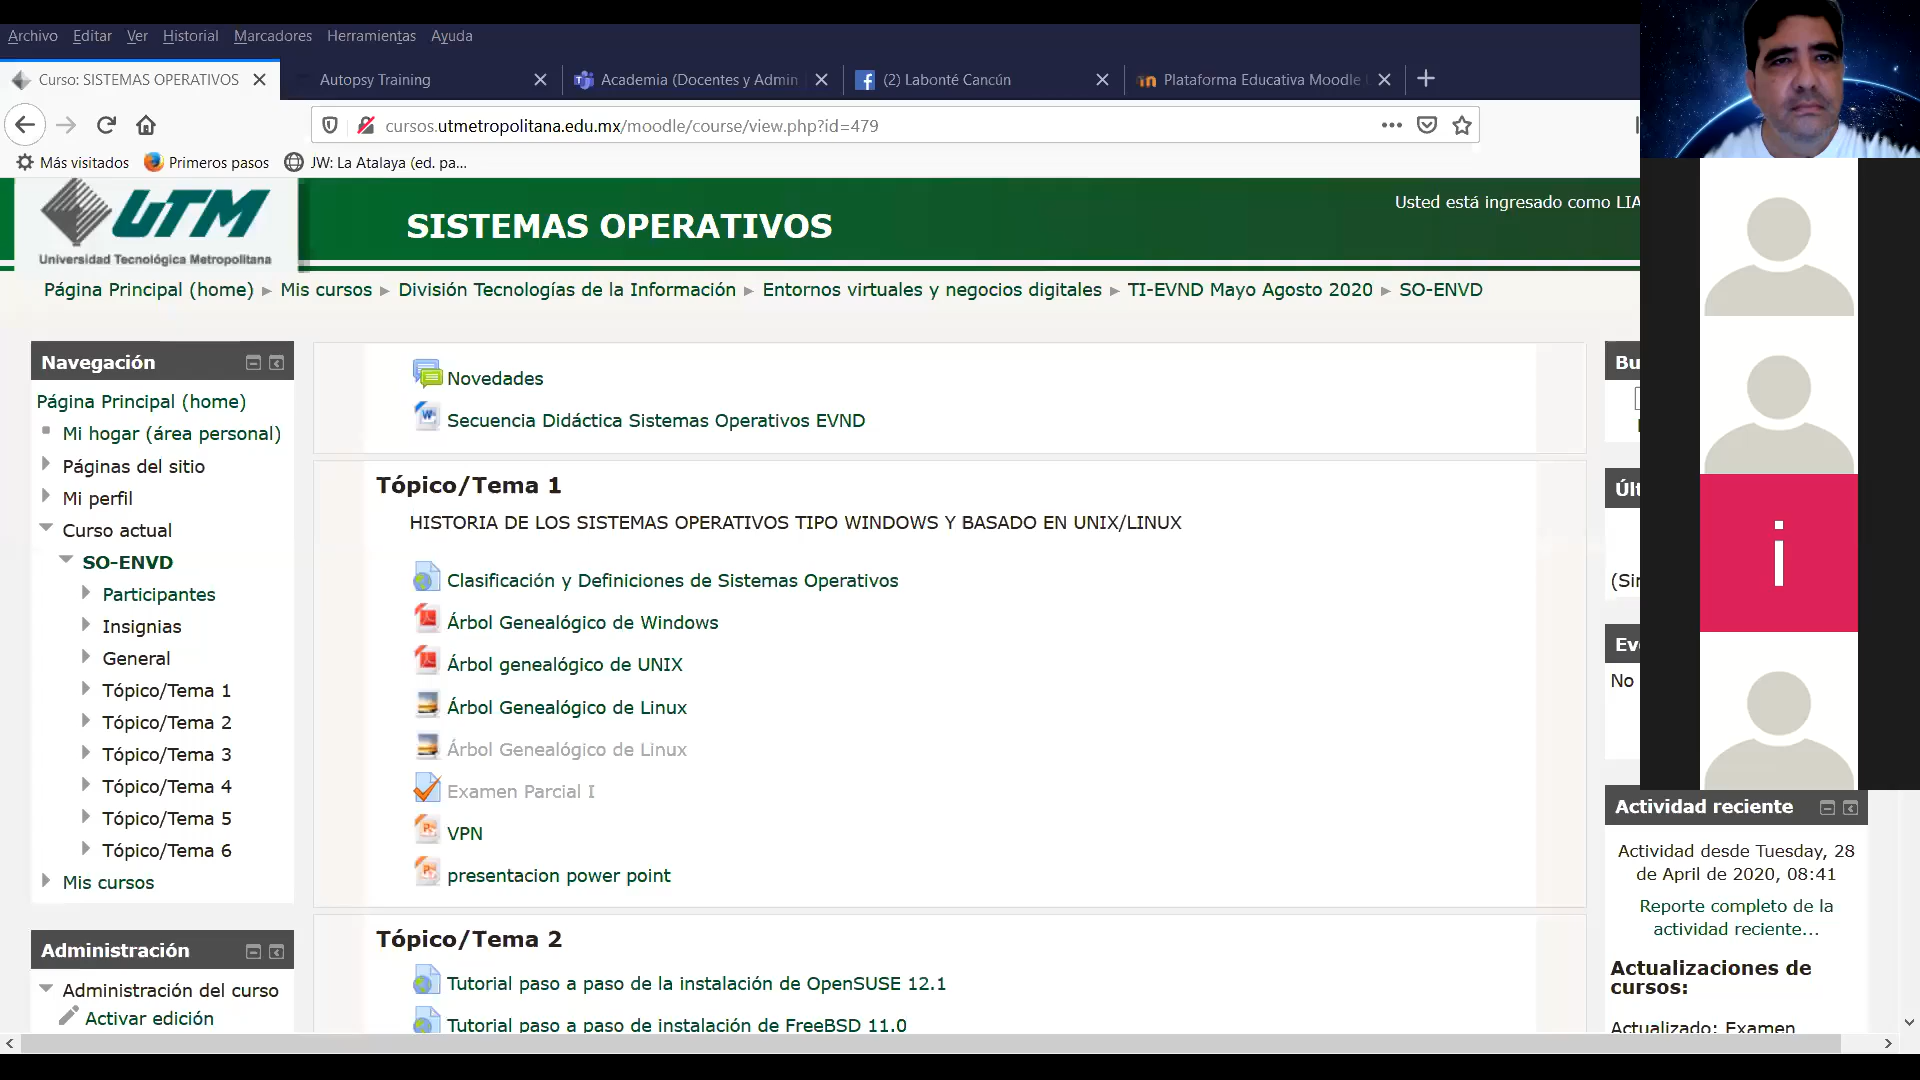 Archivo Editar Ver Historial Marcadores Herramientas Ayuda
Curso: SISTEMAS OPERATIVOS
Autopsy Training
Academia (Docentes y Admin
(2) Labonté Cancún
Plataforma Educativa Moodle
cursos.utmetropolitana.edu.mx/moodle/course/view.php?id=479
Más visitados
Primeros pasos
JW: La Atalaya (ed. pa...
UTM
Universidad Tecnológica Metropolitana
SISTEMAS OPERATIVOS
Usted está ingresado como LIA
Página Principal (home) ► Mis cursos ► División Tecnologías de la Información ► Entornos virtuales y negocios digitales ► TI-EVND Mayo Agosto 2020 ► SO-ENVD
Navegación
Página Principal (home)
Mi hogar (área personal)
Páginas del sitio
Mi perfil
Curso actual
SO-ENVD
Participantes
Insignias
General
Tópico/Tema 1
Tópico/Tema 2
Tópico/Tema 3
Tópico/Tema 4
Tópico/Tema 5
Tópico/Tema 6
Mis cursos
Administración
Administración del curso
Activar edición
Novedades
Secuencia Didáctica Sistemas Operativos EVND
Tópico/Tema 1
HISTORIA DE LOS SISTEMAS OPERATIVOS TIPO WINDOWS Y BASADO EN UNIX/LINUX
Clasificación y Definiciones de Sistemas Operativos
Árbol Genealógico de Windows
Árbol genealógico de UNIX
Árbol Genealógico de Linux
Árbol Genealógico de Linux
Examen Parcial I
VPN
presentacion power point
Tópico/Tema 2
Tutorial paso a paso de la instalación de OpenSUSE 12.1
Tutorial paso a paso de instalación de FreeBSD 11.0
Bu
Últ
(Sin
Eve
No
i
Actividad reciente
Actividad desde Tuesday, 28
de April de 2020, 08:41
Reporte completo de la
actividad reciente...
Actualizaciones de
cursos:
Actualizado: Examen